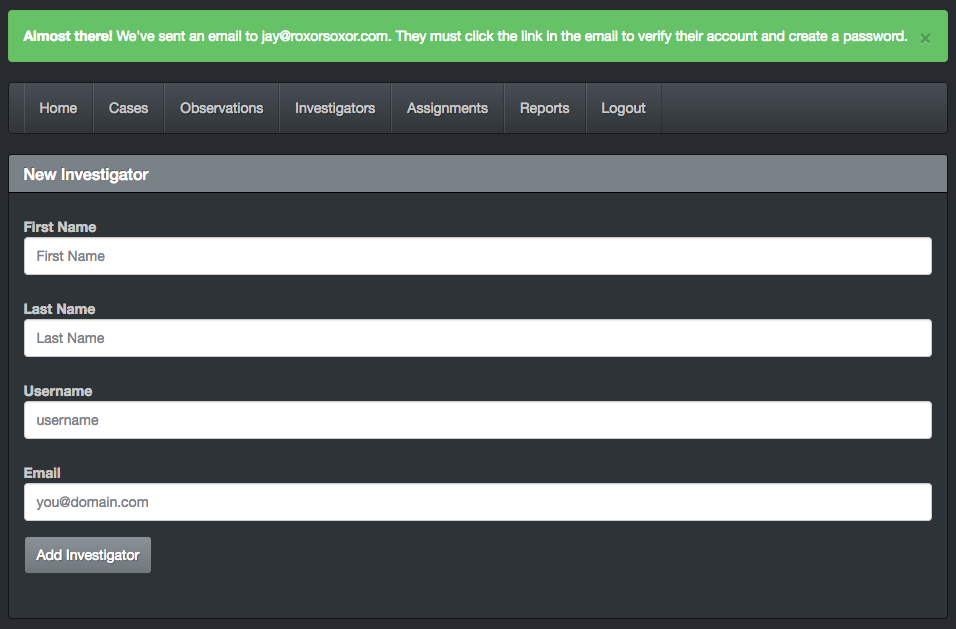 Almost there! We've sent an email to jay@roxorsoxor.com. They must click the link in the email to verify their account and create a password. ×
Home Cases Observations Investigators Assignments Reports Logout
New Investigator
First Name
First Name
Last Name
Last Name
Username
username
Email
you@domain.com
Add Investigator